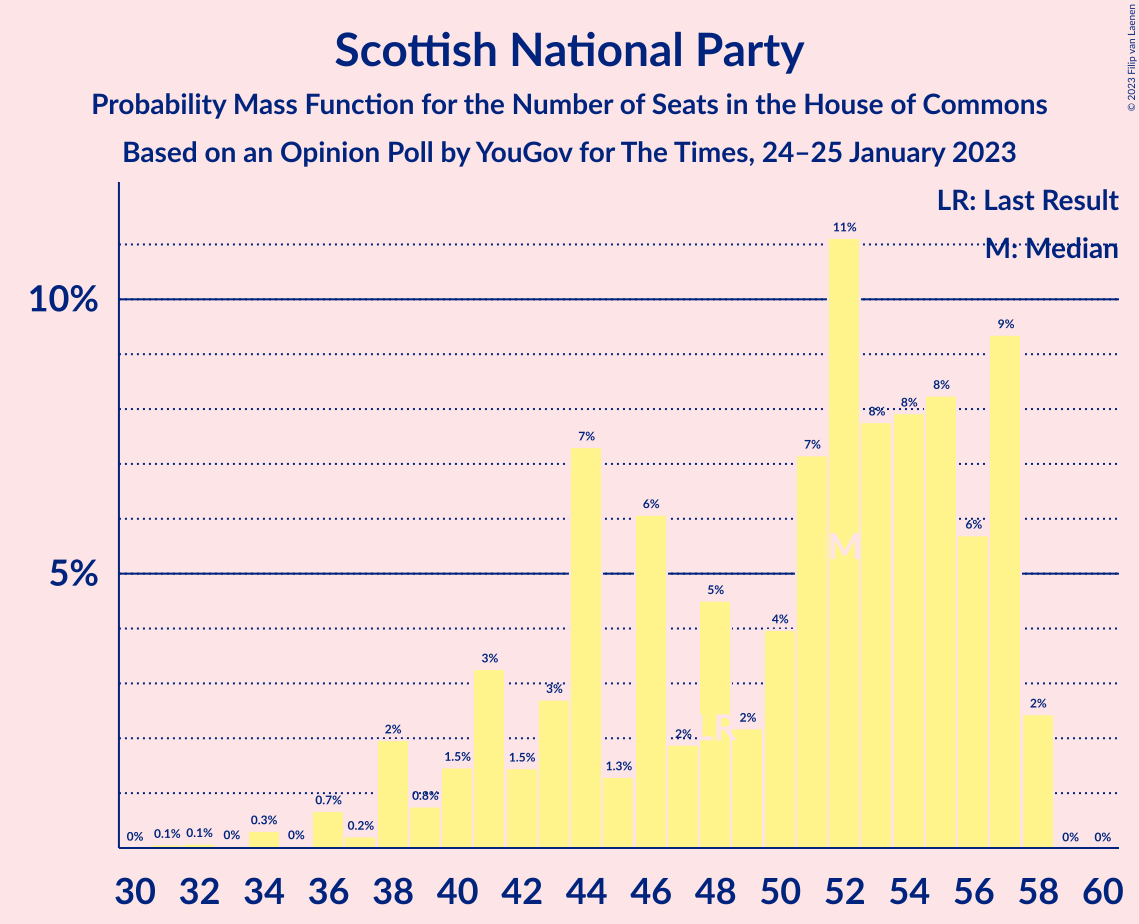 Scottish National Party
Probability Mass Function for the Number of Seats in the House of Commons
Based on an Opinion Poll by YouGov for The Times, 24–25 January 2023
© 2023 Filip van Laenen
LR: Last Result
M: Median
10%
5%
0% 0.1% 0.1% 0% 0.3% 0% 0.7% 0.2% 2% 0.8% 1.5% 3% 1.5% 3% 7% 1.3% 6% 2% 5% 2% 4% 7% 11% 8% 8% 8% 6% 9% 2% 0% 0%
LR
M
30 32 34 36 38 40 42 44 46 48 50 52 54 56 58 60